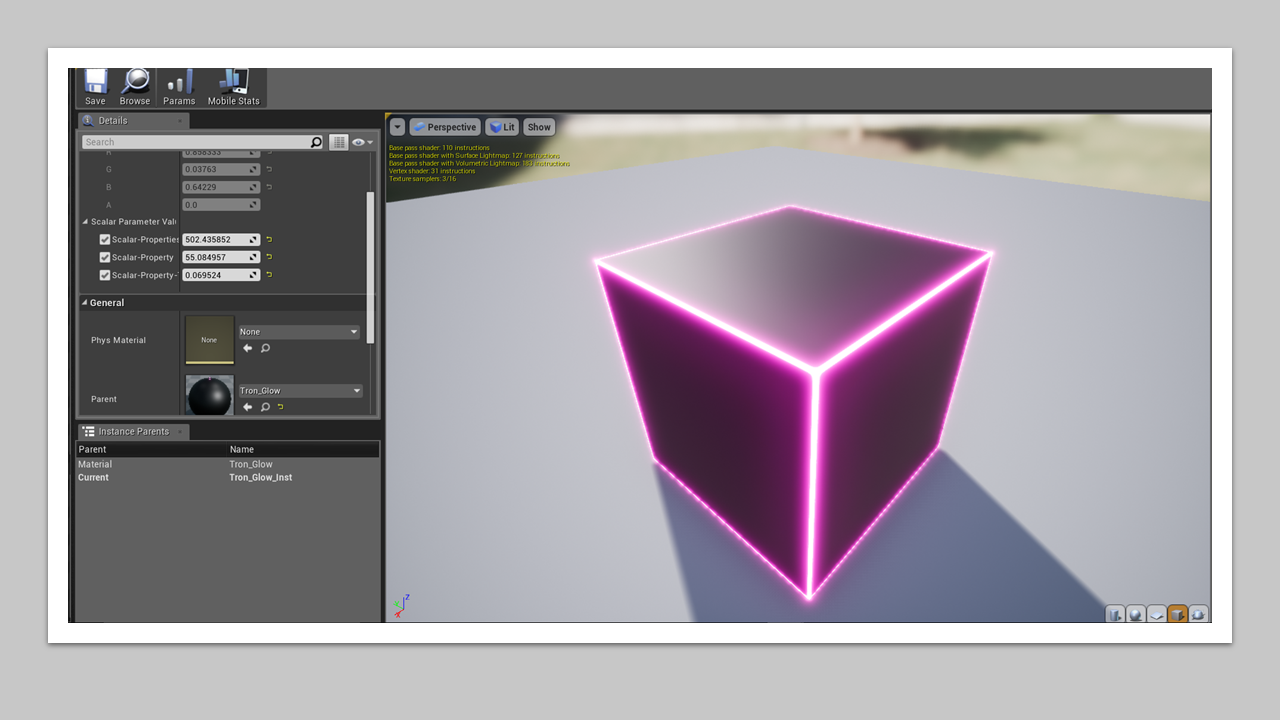 Save Browse Params Mobile Stats
Details
Search
G 0.03763
B 0.64229
A 0.0
Scalar Parameter Valu
Scalar-Properties 502.435852
Scalar-Property 55.084957
Scalar-Property- 0.069524
General
Phys Material None None
Parent Tron_Glow
Instance Parents
Parent Name
Material Tron_Glow
Current Tron_Glow_Inst
Perspective Lit Show
Base pass shader: 110 instructions
Base pass shader with Surface Lightmap: 127 instructions
Base pass shader with Volumetric Lightmap: 183 instructions
Vertex shader: 31 instructions
Texture samplers: 3/16
Z